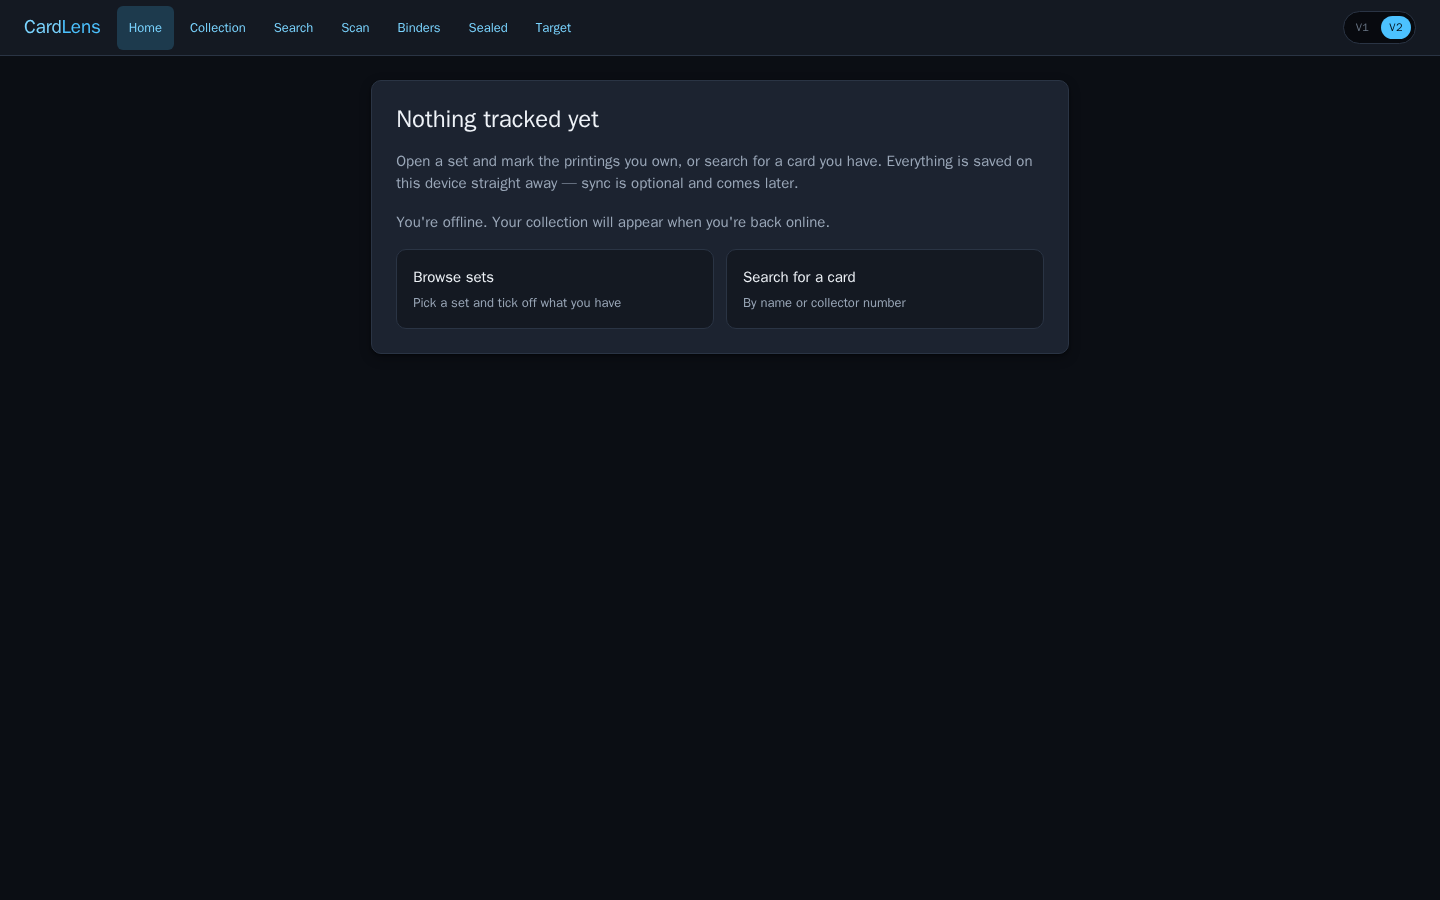 CardLens Home Collection Search Scan Binders Sealed Target V1 V2
Nothing tracked yet
Open a set and mark the printings you own, or search for a card you have. Everything is saved on
this device straight away — sync is optional and comes later.
You're offline. Your collection will appear when you're back online.
Browse sets
Pick a set and tick off what you have
Search for a card
By name or collector number